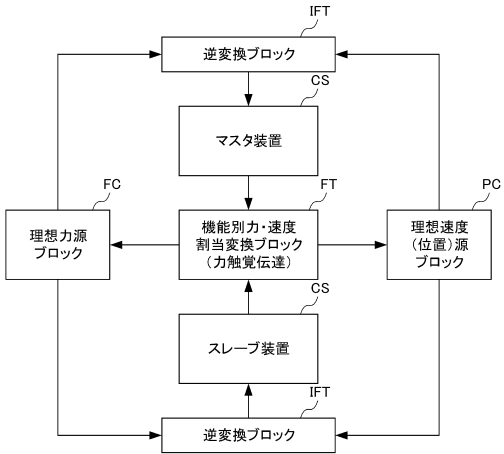 IFT
逆変換ブロック
CS
マスタ装置
FC
FT
PC
理想力源
ブロック
機能別力・速度
割当変換ブロック
(力触覚伝達)
理想速度
(位置)源
ブロック
CS
スレーブ装置
IFT
逆変換ブロック